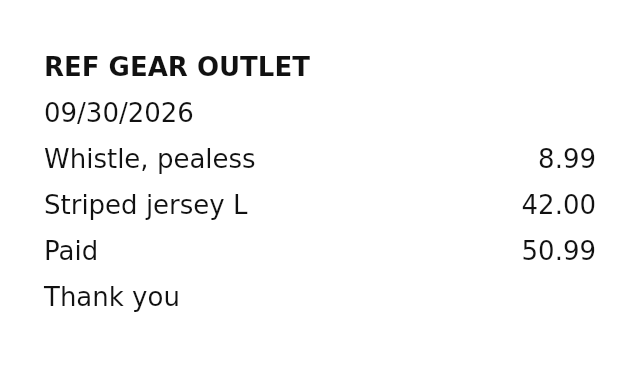 REF GEAR OUTLET
09/30/2026
Whistle, pealess 8.99
Striped jersey L 42.00
Paid 50.99
Thank you